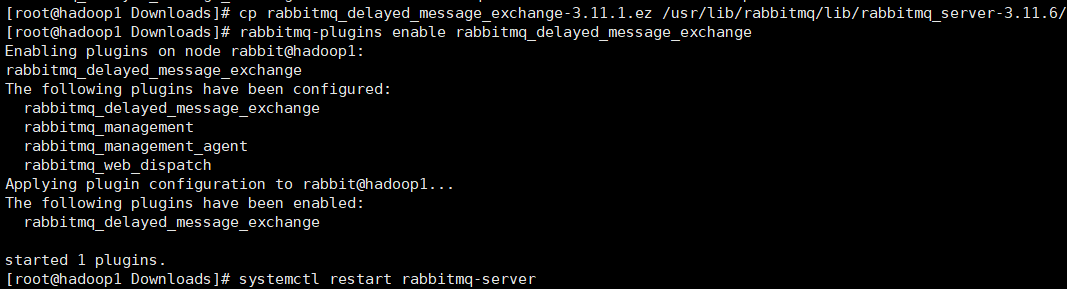 [root@hadoop1 Downloads]# cp rabbitmq_delayed_message_exchange-3.11.1.ez /usr/lib/rabbitmq/lib/rabbitmq_server-3.11.6/
[root@hadoop1 Downloads]# rabbitmq-plugins enable rabbitmq_delayed_message_exchange
Enabling plugins on node rabbit@hadoop1:
rabbitmq_delayed_message_exchange
The following plugins have been configured:
  rabbitmq_delayed_message_exchange
  rabbitmq_management
  rabbitmq_management_agent
  rabbitmq_web_dispatch
Applying plugin configuration to rabbit@hadoop1...
The following plugins have been enabled:
  rabbitmq_delayed_message_exchange

started 1 plugins.
[root@hadoop1 Downloads]# systemctl restart rabbitmq-server